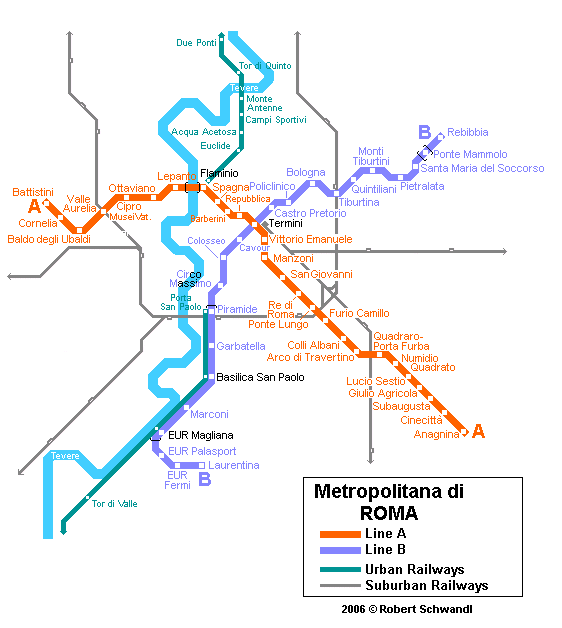 Due Ponti
Tor di Quinto
Tevere
Monte
Antenne
Campi Sportivi
Acqua Acetosa
Euclide
B
Rebibbia
Ponte Mammolo
Santa Maria del Soccorso
Monti
Tiburtini
Pietralata
Quintiliani
Tiburtina
Bologna
Policlinico
Castro Pretorio
Flaminio
Lepanto
Spagna
Ottaviano
Repubblica
Barberini
Termini
Battistini
A
Valle
Aurelia
Cipro
MuseiVat.
Cornelia
Baldo degli Ubaldi
Vittorio Emanuele
Cavour
Colosseo
Manzoni
San Giovanni
Circo
Massimo
Porta
San Paolo
Piramide
Re di
Roma
Ponte Lungo
Furio Camillo
Garbatella
Colli Albani
Arco di Travertino
Quadraro-
Porta Furba
Numidio
Quadrato
Basilica San Paolo
Lucio Sestio
Giulio Agricola
Subaugusta
Cinecittà
Anagnina
A
Marconi
EUR Magliana
EUR Palasport
Tevere
EUR
Fermi
Laurentina
B
Tor di Valle
Metropolitana di
ROMA
Line A
Line B
Urban Railways
Suburban Railways
2006 © Robert Schwandl